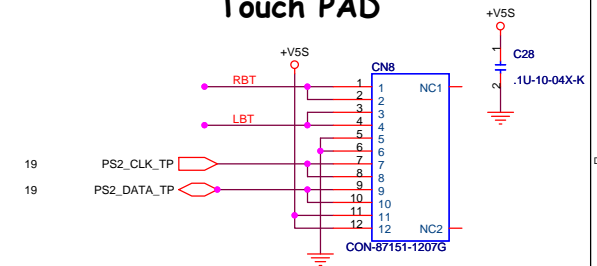 Touch PAD
+V5S
+V5S
CN8
C28
.1U-10-04X-K
1
2
RBT
LBT
19 PS2_CLK_TP
19 PS2_DATA_TP
1 1 NC1
2 2
3 3
4 4
5 5
6 6
7 7
8 8
9 9
10 10
11 11
12 12 NC2
CON-87151-1207G